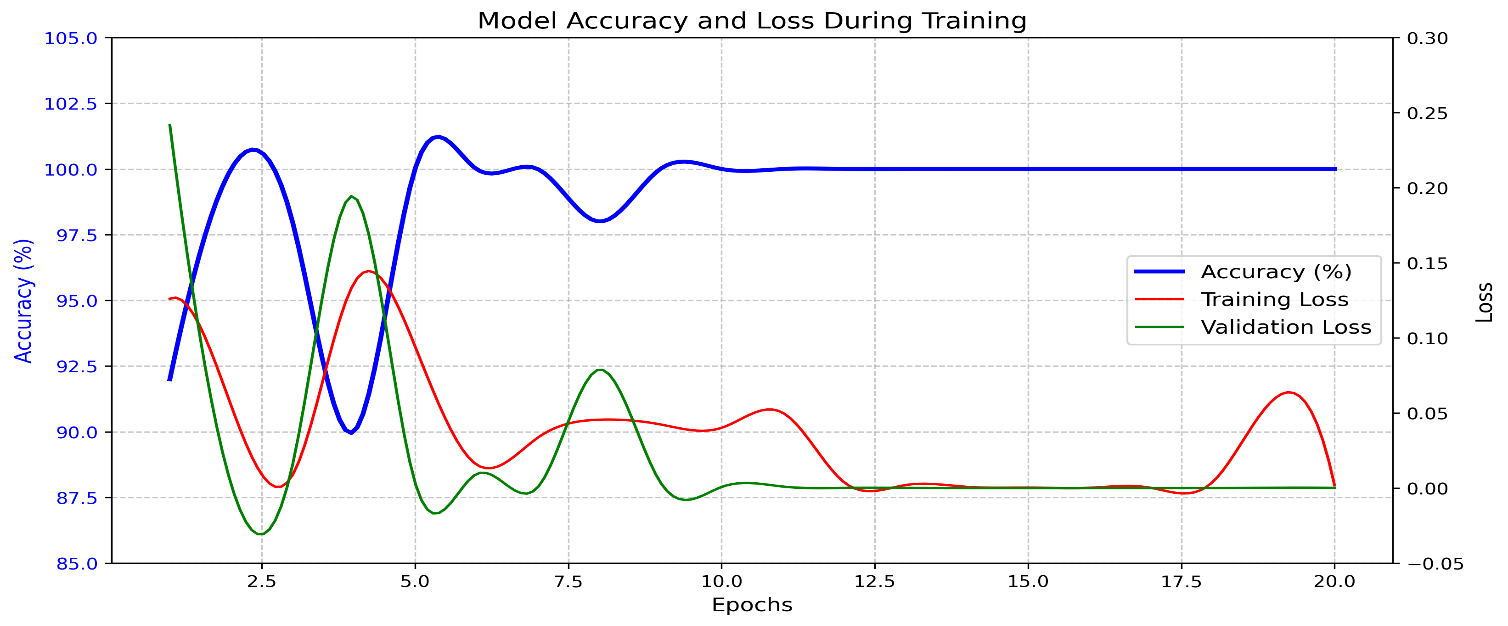 Model Accuracy and Loss During Training
105.0
102.5
100.0
97.5
95.0
92.5
90.0
87.5
85.0
Accuracy (%)
0.30
0.25
0.20
0.15
0.10
0.05
0.00
−0.05
Loss
Accuracy (%)
Training Loss
Validation Loss
2.5 5.0 7.5 10.0 12.5 15.0 17.5 20.0
Epochs